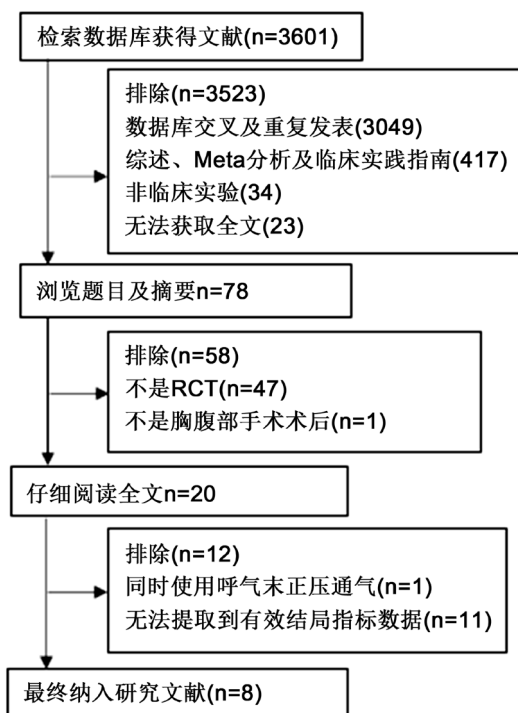 检索数据库获得文献(n=3601)
排除(n=3523)
数据库交叉及重复发表(3049)
综述、Meta分析及临床实践指南(417)
非临床实验(34)
无法获取全文(23)
浏览题目及摘要n=78
排除(n=58)
不是RCT(n=47)
不是胸腹部手术术后(n=1)
仔细阅读全文n=20
排除(n=12)
同时使用呼气末正压通气(n=1)
无法提取到有效结局指标数据(n=11)
最终纳入研究文献(n=8)